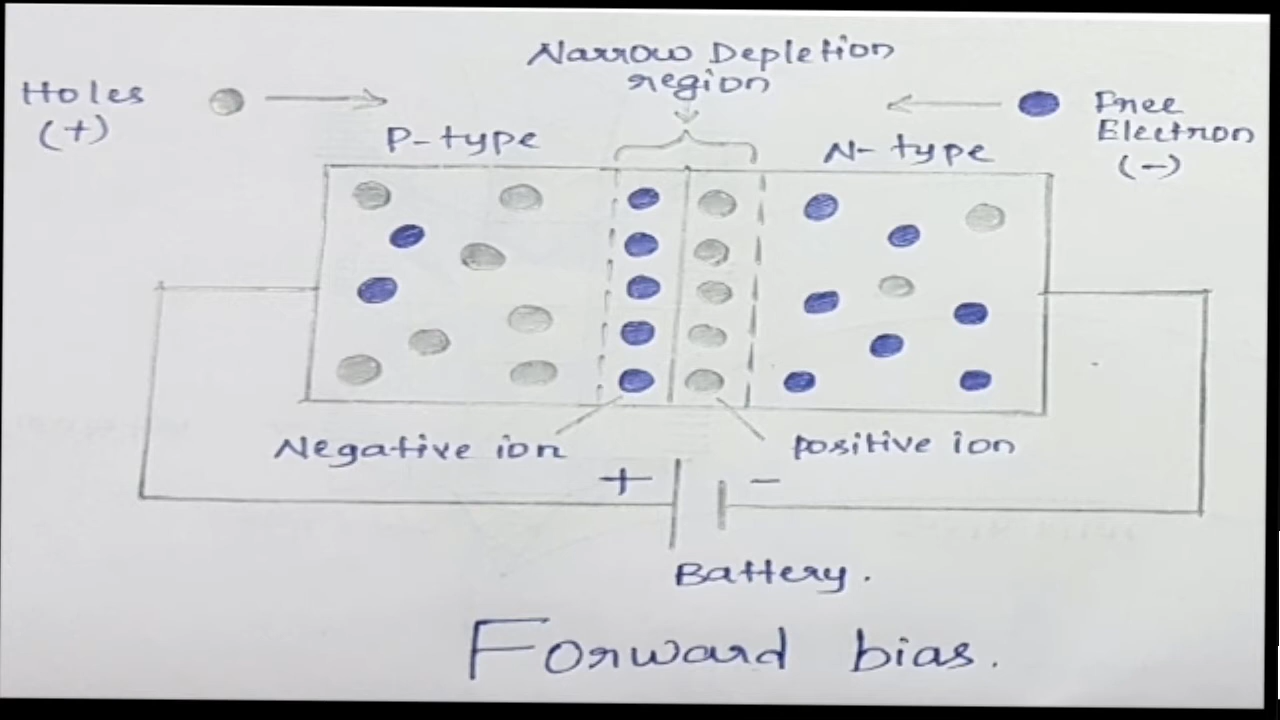 Narrow Depletion
region
Holes
(+)
Free
Electron
(-)
P-type
N-type
Negative ion
positive ion
+
-
Battery.
Forward bias.